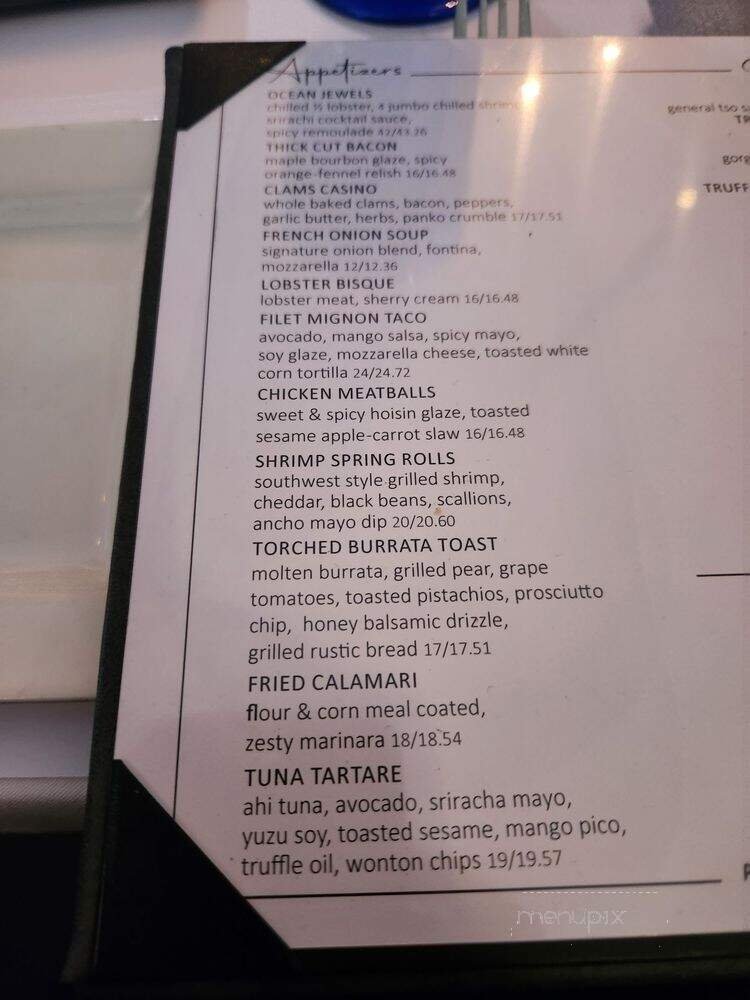 Appetizers
OCEAN JEWELS
chilled ½ lobster, 4 jumbo chilled shrimp
sriracha cocktail sauce,
spicy remoulade 42/43.26
THICK CUT BACON
maple bourbon glaze, spicy
orange-fennel relish 16/16.48
CLAMS CASINO
whole baked clams, bacon, peppers,
garlic butter, herbs, panko crumble 17/17.51
FRENCH ONION SOUP
signature onion blend, fontina,
mozzarella 12/12.36
LOBSTER BISQUE
lobster meat, sherry cream 16/16.48
FILET MIGNON TACO
avocado, mango salsa, spicy mayo,
soy glaze, mozzarella cheese, toasted white
corn tortilla 24/24.72
CHICKEN MEATBALLS
sweet & spicy hoisin glaze, toasted
sesame apple-carrot slaw 16/16.48
SHRIMP SPRING ROLLS
southwest style grilled shrimp,
cheddar, black beans, scallions,
ancho mayo dip 20/20.60
TORCHED BURRATA TOAST
molten burrata, grilled pear, grape
tomatoes, toasted pistachios, prosciutto
chip, honey balsamic drizzle,
grilled rustic bread 17/17.51
FRIED CALAMARI
flour & corn meal coated,
zesty marinara 18/18.54
TUNA TARTARE
ahi tuna, avocado, sriracha mayo,
yuzu soy, toasted sesame, mango pico,
truffle oil, wonton chips 19/19.57
general tso
TRUFF
menupix